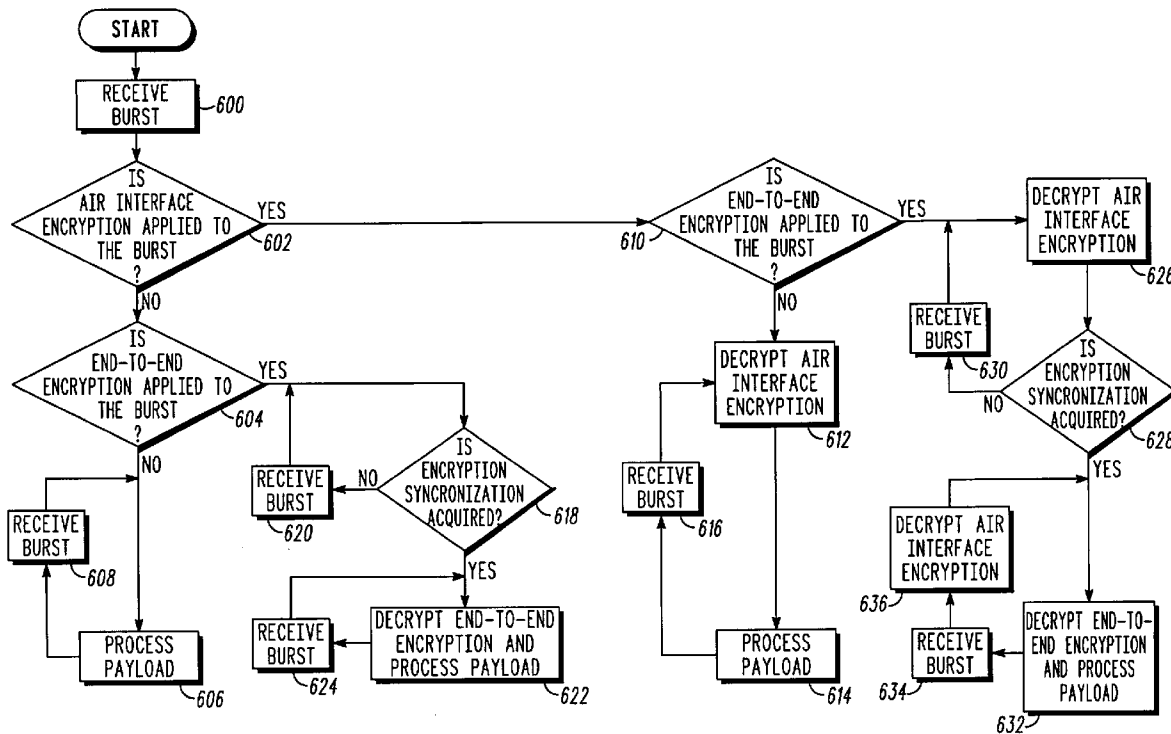 START
RECEIVE
BURST
600
IS
AIR INTERFACE
ENCRYPTION APPLIED TO
THE BURST
?
602
YES
NO
IS
END-TO-END
ENCRYPTION APPLIED TO
THE BURST
?
604
YES
NO
RECEIVE
BURST
608
PROCESS
PAYLOAD
606
IS
ENCRYPTION
SYNCRONIZATION
ACQUIRED?
618
NO
YES
RECEIVE
BURST
620
DECRYPT END-TO-END
ENCRYPTION AND
PROCESS PAYLOAD
622
RECEIVE
BURST
624
IS
END-TO-END
ENCRYPTION APPLIED TO
THE BURST
?
610
YES
NO
DECRYPT AIR
INTERFACE
ENCRYPTION
612
RECEIVE
BURST
616
PROCESS
PAYLOAD
614
DECRYPT AIR
INTERFACE
ENCRYPTION
626
RECEIVE
BURST
630
IS
ENCRYPTION
SYNCRONIZATION
ACQUIRED?
628
NO
YES
DECRYPT AIR
INTERFACE
ENCRYPTION
636
RECEIVE
BURST
634
DECRYPT END-TO-
END ENCRYPTION
AND PROCESS
PAYLOAD
632